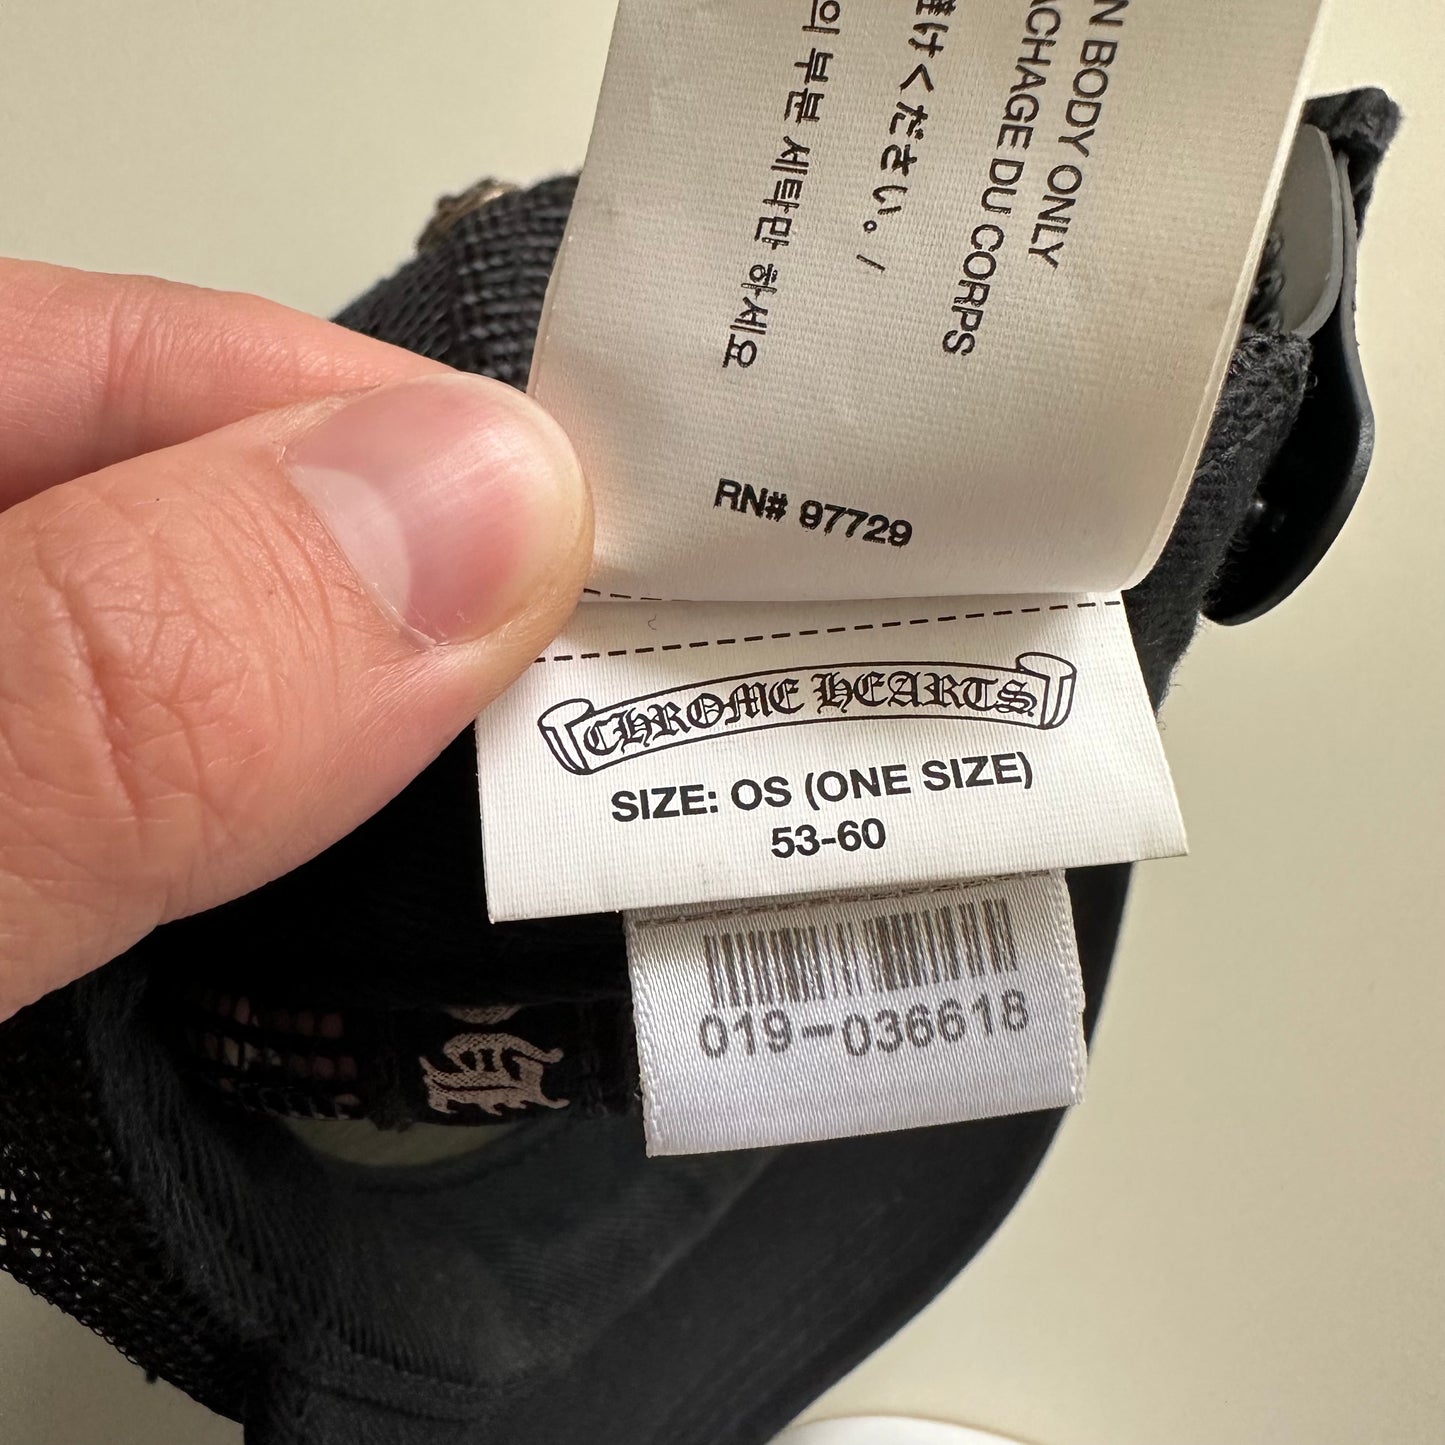 N BODY ONLY
ACHAGE DU CORPS
けください。/
의 부분 세탁만 하세요
RN# 97729
CHROME HEARTS
SIZE: OS (ONE SIZE)
53-60
019-036618